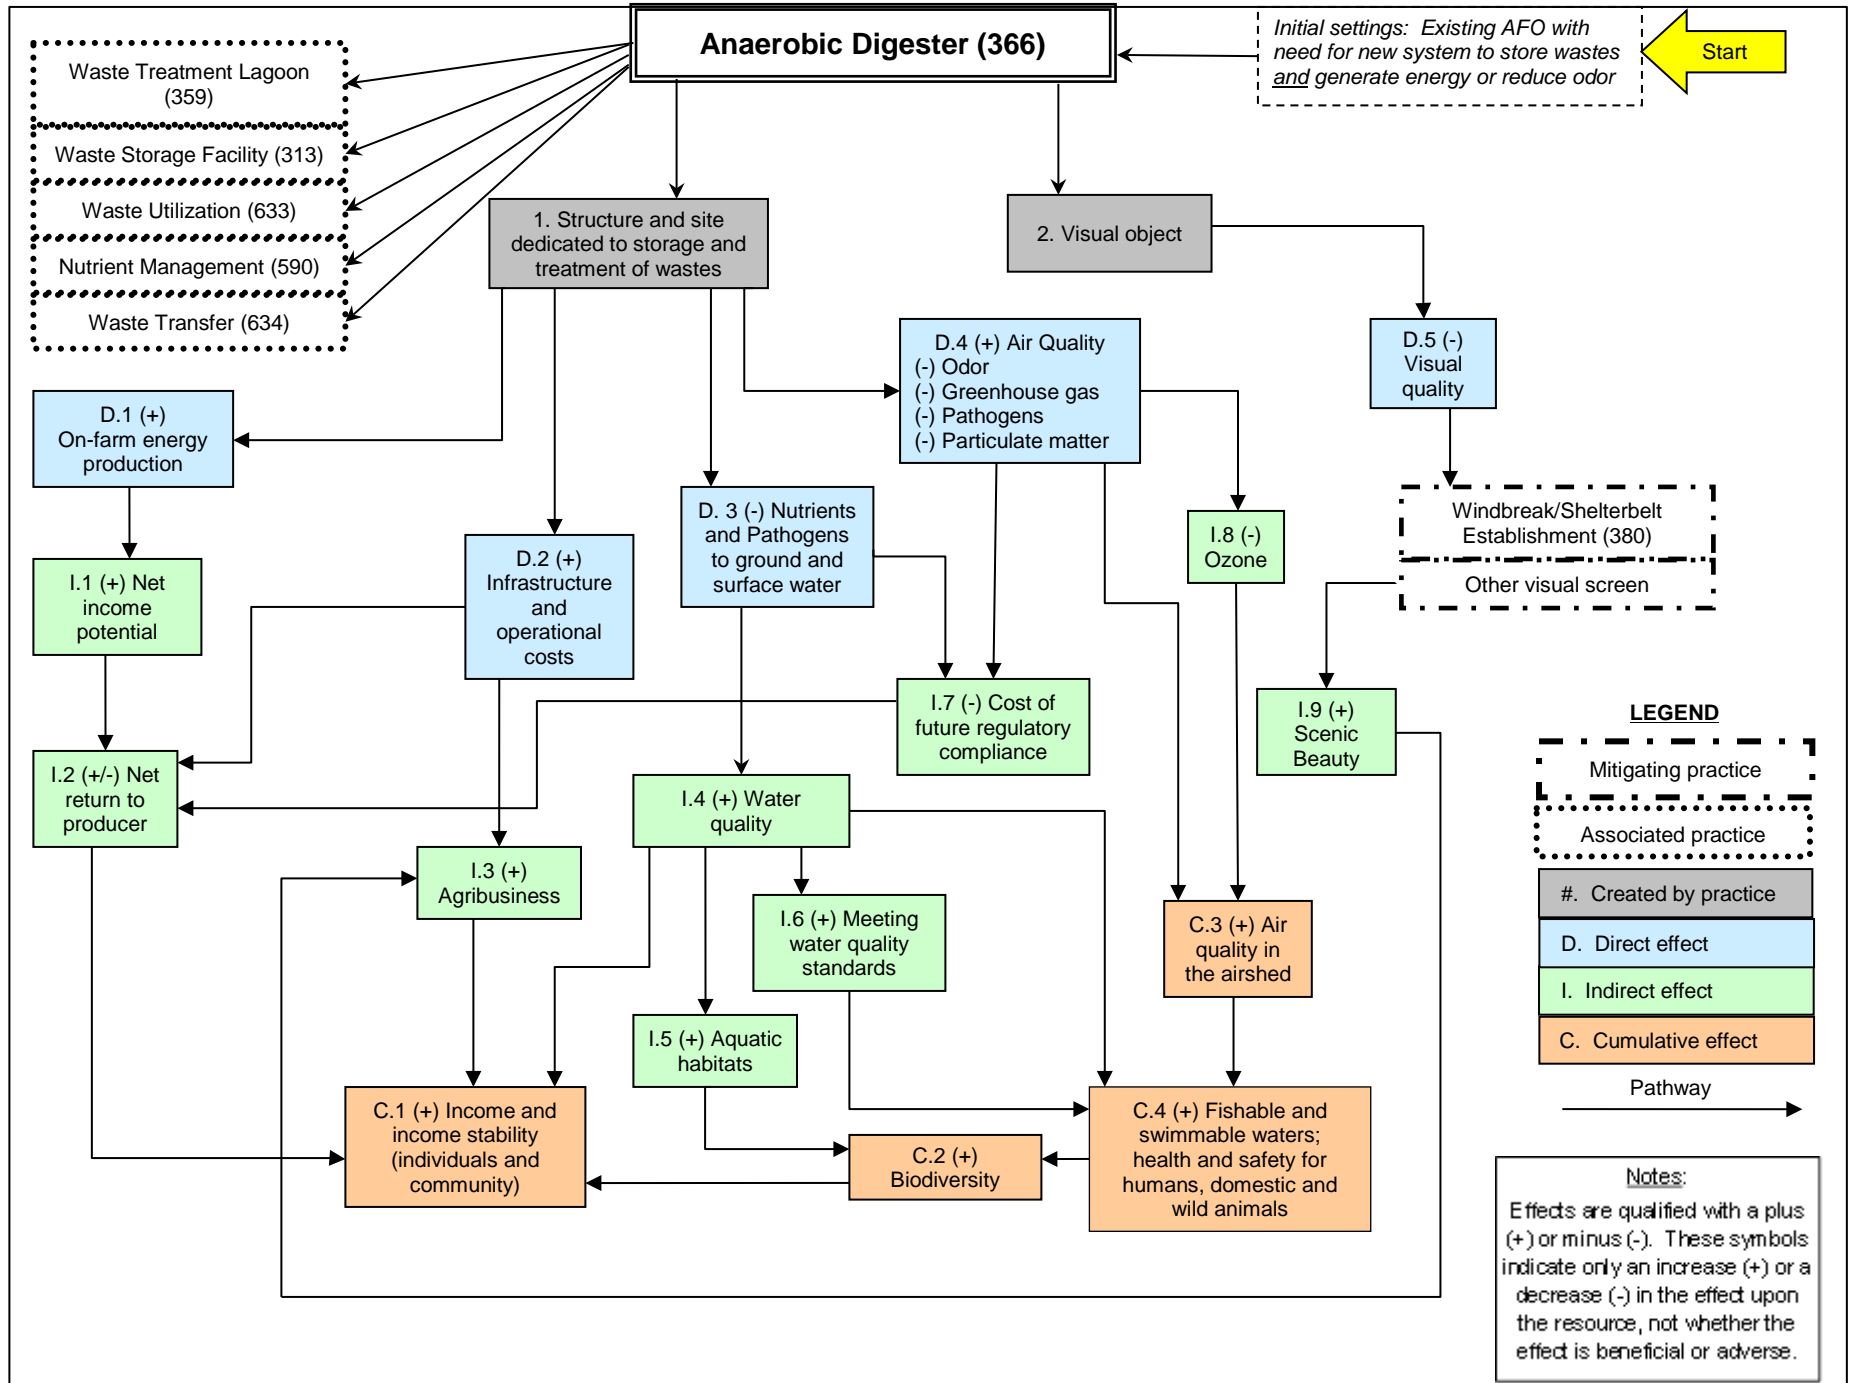 Anaerobic Digester (366)
Initial settings:  Existing AFO with
need for new system to store wastes
and generate energy or reduce odor
Start
Waste Treatment Lagoon
(359)
Waste Storage Facility (313)
Waste Utilization (633)
Nutrient Management (590)
Waste Transfer (634)
1. Structure and site
dedicated to storage and
treatment of wastes
2. Visual object
D.4 (+) Air Quality
(-) Odor
(-) Greenhouse gas
(-) Pathogens
(-) Particulate matter
D.5 (-)
Visual
quality
D.1 (+)
On-farm energy
production
D. 3 (-) Nutrients
and Pathogens
to ground and
surface water
Windbreak/Shelterbelt
Establishment (380)
Other visual screen
I.8 (-)
Ozone
D.2 (+)
Infrastructure
and
operational
costs
I.1 (+) Net
income
potential
I.7 (-) Cost of
future regulatory
compliance
I.9 (+)
Scenic
Beauty
I.2 (+/-) Net
return to
producer
I.4 (+) Water
quality
I.3 (+)
Agribusiness
I.6 (+) Meeting
water quality
standards
C.3 (+) Air
quality in
the airshed
I.5 (+) Aquatic
habitats
C.1 (+) Income and
income stability
(individuals and
community)
C.2 (+)
Biodiversity
C.4 (+) Fishable and
swimmable waters;
health and safety for
humans, domestic and
wild animals
LEGEND
Mitigating practice
Associated practice
#.  Created by practice
D.  Direct effect
I.  Indirect effect
C.  Cumulative effect
Pathway
Notes:
Effects are qualified with a plus
(+) or minus (-).  These symbols
indicate only an increase (+) or a
decrease (-) in the effect upon
the resource, not whether the
effect is beneficial or adverse.